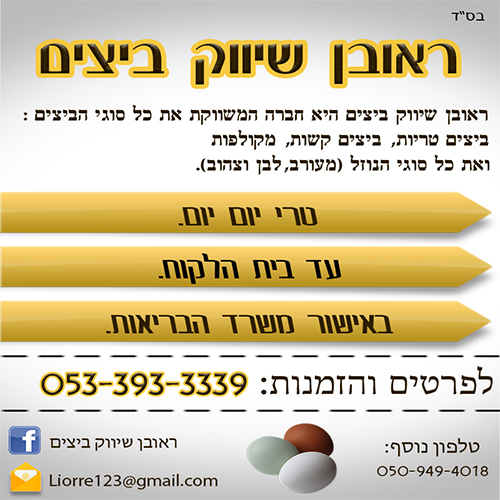 בס"ד
ראובן שיווק ביצים
ראובן שיווק ביצים היא חברה המשווקת את כל סוגי הביצים :
ביצים טריות, ביצים קשות, מקולפות
ואת כל סוגי הנוזל (מעורב,לבן וצהוב).
טרי יום יום.
עד בית הלקוח.
באישור משרד הבריאות.
לפרטים והזמנות: 053-393-3339
ראובן שיווק ביצים
Liorre123@gmail.com
טלפון נוסף:
050-949-4018